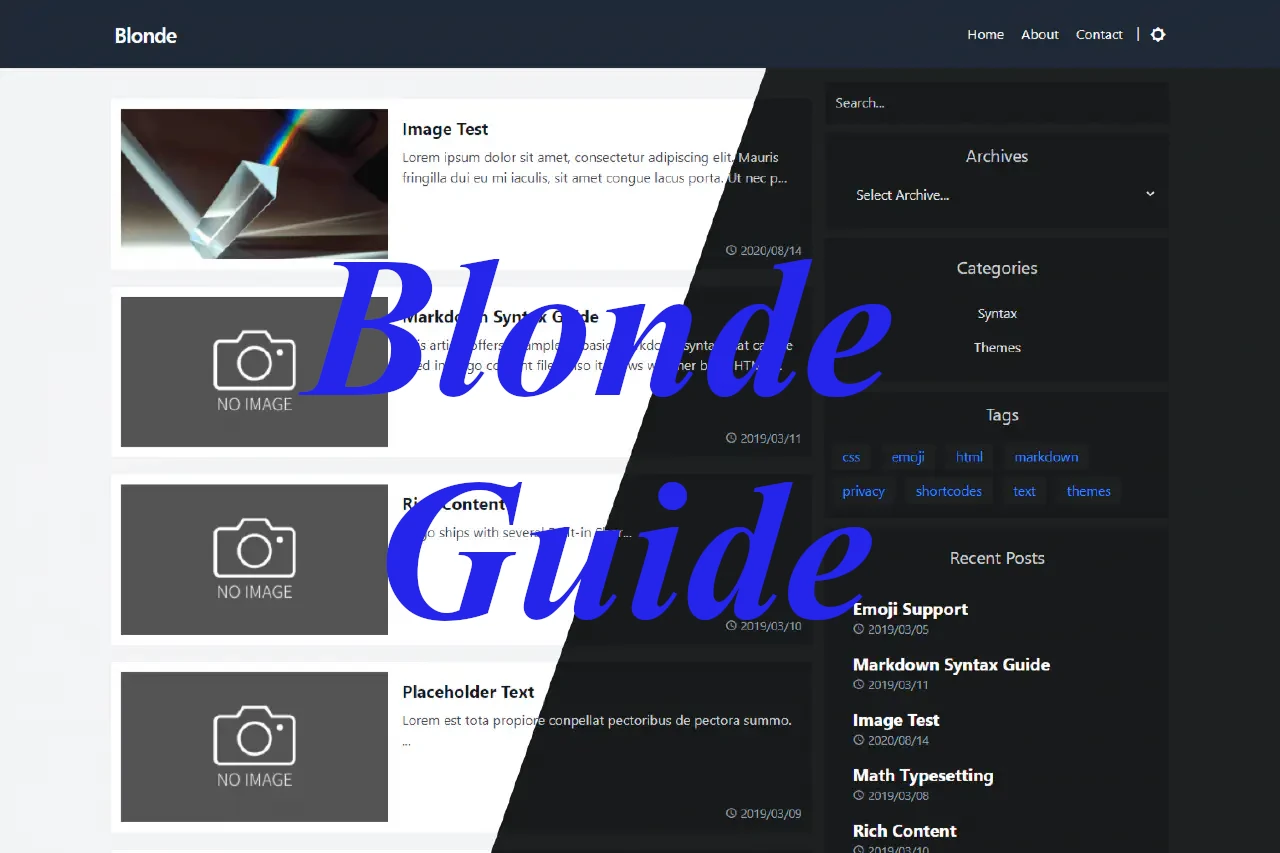 Blonde
Home About Contact |
Image Test
Lorem ipsum dolor sit amet, consectetur adipiscing elit. Mauris
fringilla dui eu mi iaculis, sit amet congue lacus porta. Ut nec p...
2020/08/14
NO IMAGE
Markdown Syntax Guide
2019/03/11
NO IMAGE
Rich Content
2019/03/10
NO IMAGE
Placeholder Text
Lorem est tota propiore conpellat pectoribus de pectora summo.
...
2019/03/09
Blonde
Guide
Search...
Archives
Select Archive...
Categories
Syntax
Themes
Tags
css emoji html markdown
privacy shortcodes text themes
Recent Posts
Emoji Support
2019/03/05
Markdown Syntax Guide
2019/03/11
Image Test
2020/08/14
Math Typesetting
2019/03/08
Rich Content
2019/03/10